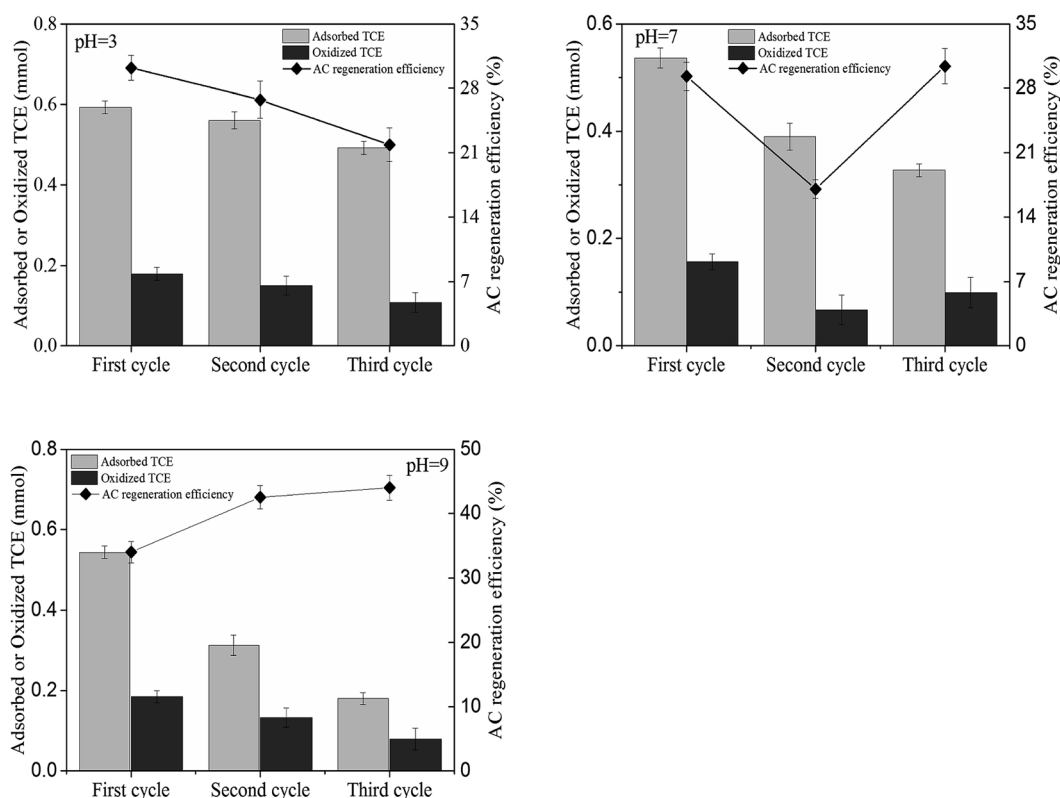 pH=3
Adsorbed TCE
Oxidized TCE
AC regeneration efficiency
Adsorbed or Oxidized TCE (mmol)
0.8
0.6
0.4
0.2
0.0
First cycle
Second cycle
Third cycle
35
28
21
14
7
0
AC regeneration efficiency (%)
pH=7
Adsorbed TCE
Oxidized TCE
AC regeneration efficiency
Adsorbed or Oxidized TCE (mmol)
0.6
0.4
0.2
0.0
First cycle
Second cycle
Third cycle
35
28
21
14
7
0
AC regeneration efficiency (%)
pH=9
Adsorbed TCE
Oxidized TCE
AC regeneration efficiency
Adsorbed or Oxidized TCE (mmol)
0.8
0.6
0.4
0.2
0.0
First cycle
Second cycle
Third cycle
50
40
30
20
10
0
AC regeneration efficiency (%)